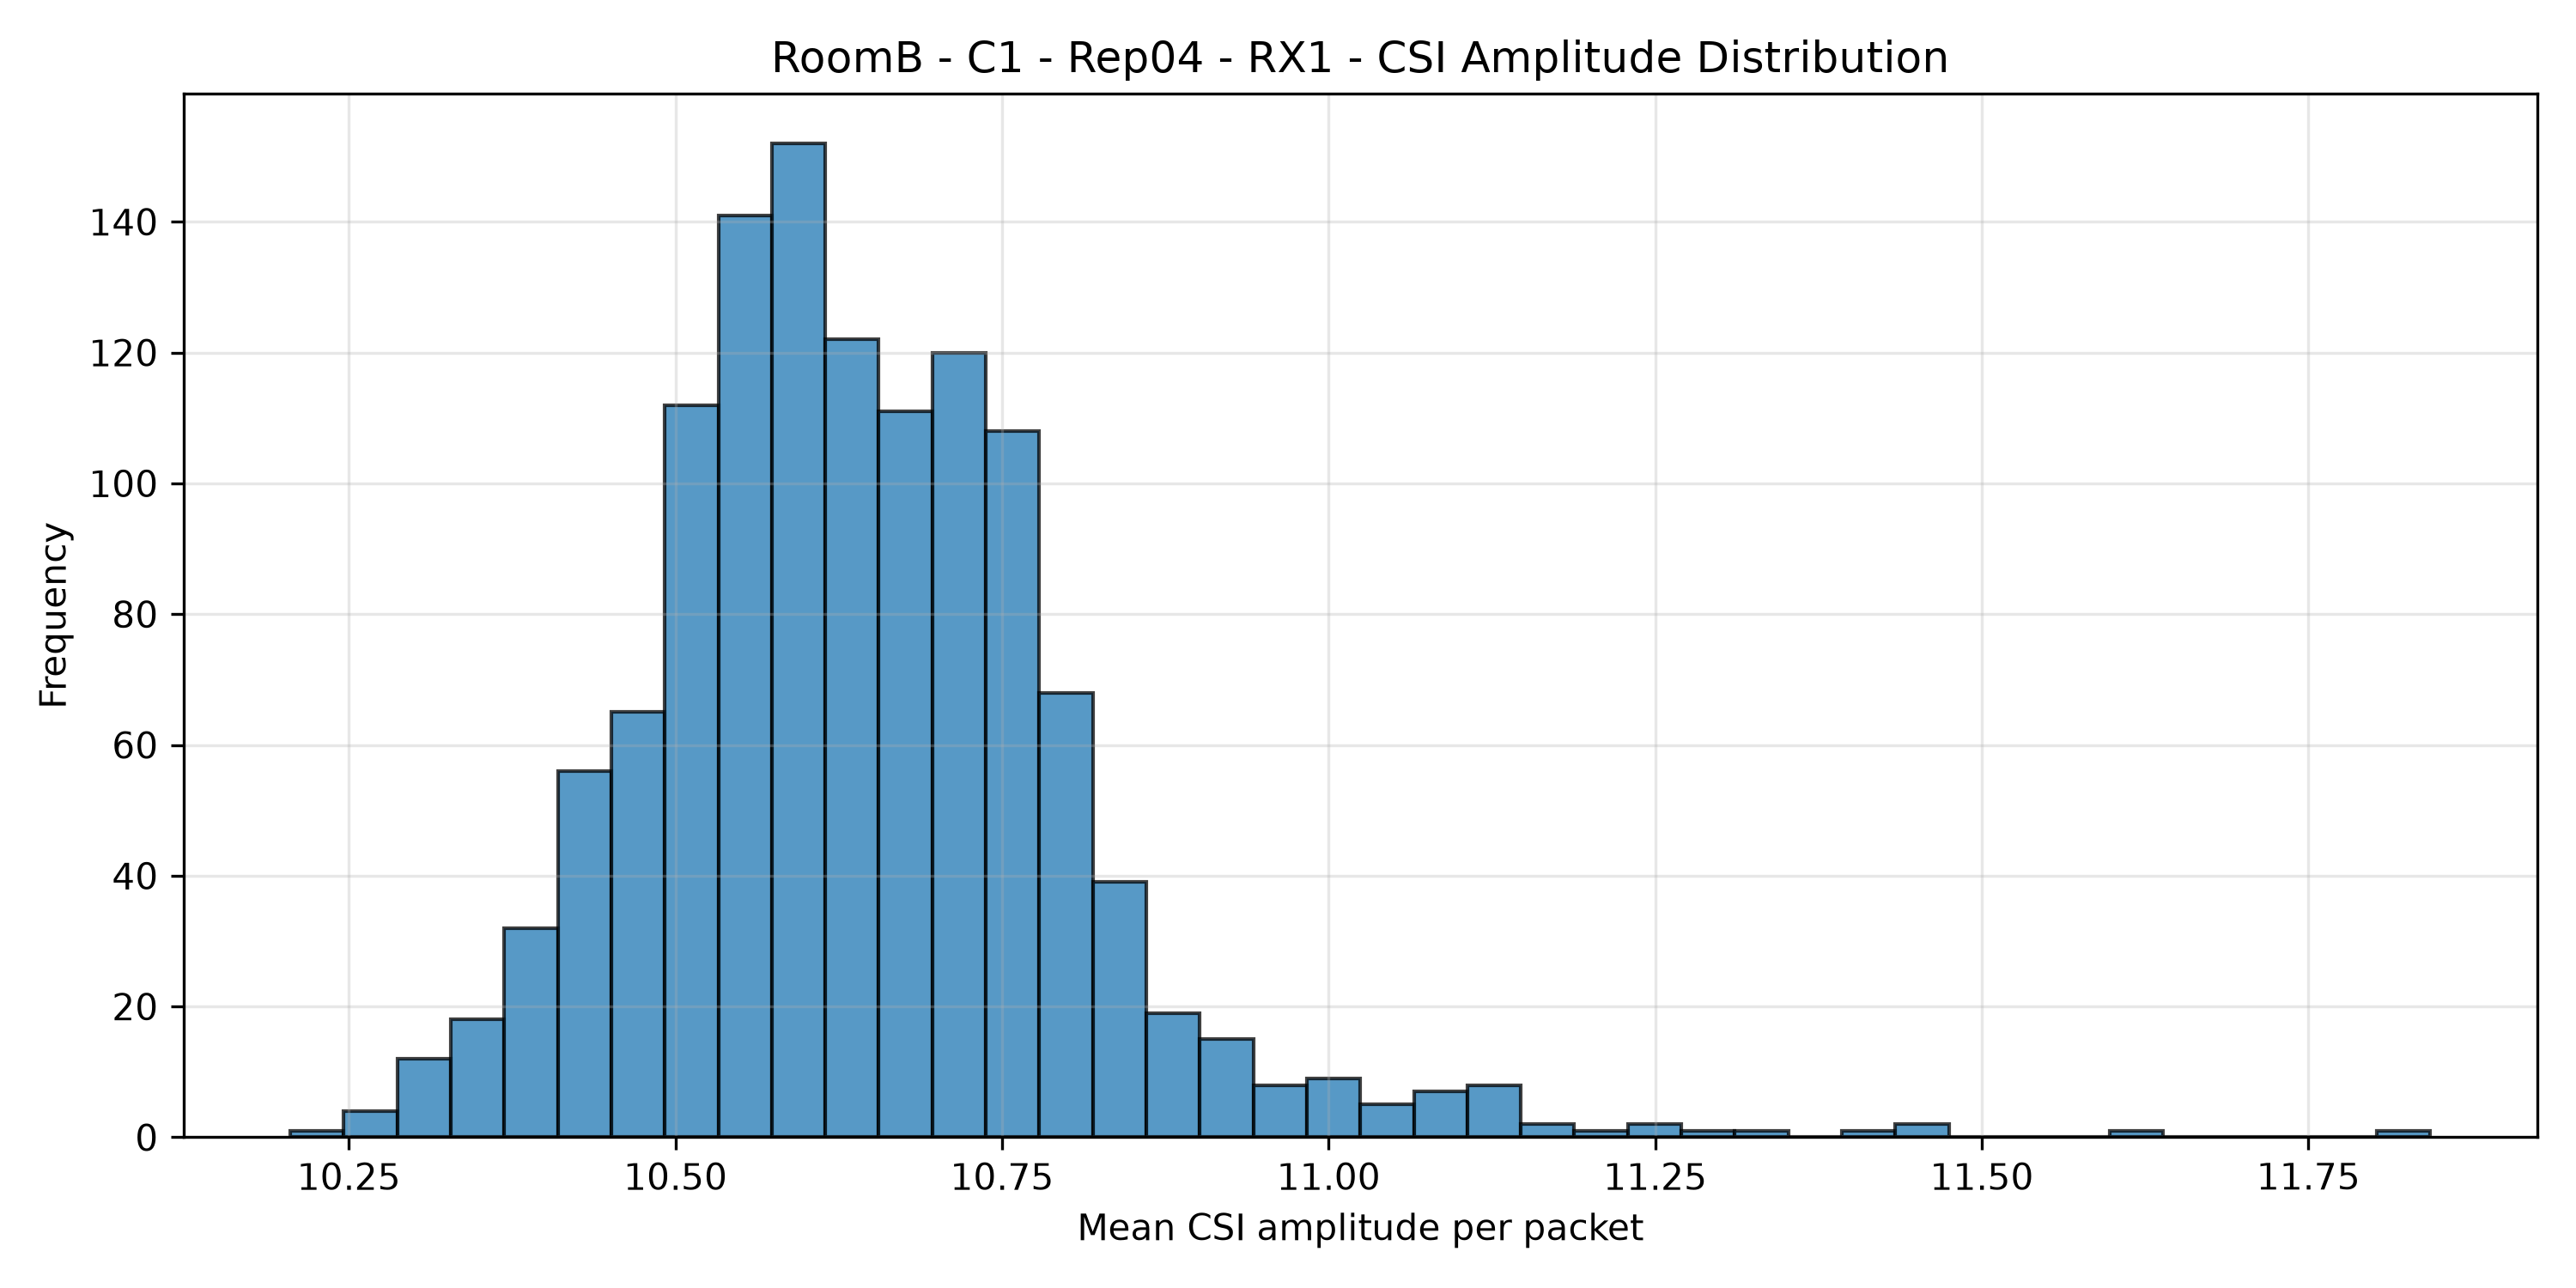 RoomB - C1 - Rep04 - RX1 - CSI Amplitude Distribution
Frequency
140
120
100
80
60
40
20
0
10.25 10.50 10.75 11.00 11.25 11.50 11.75
Mean CSI amplitude per packet